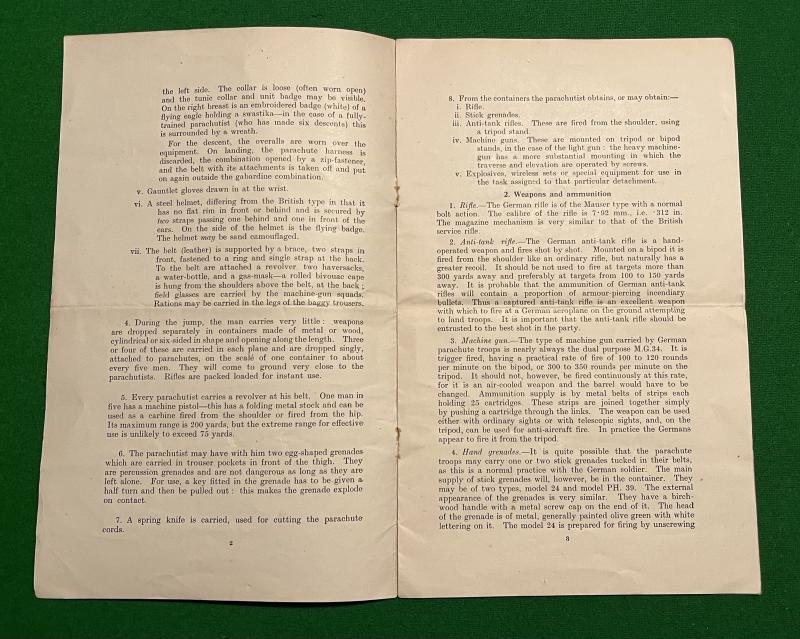 the left side. The collar is loose (often worn open)
and the tunic collar and unit badge may be visible.
On the right breast is an embroidered badge (white) of a
flying eagle holding a swastika—in the case of a fully-
trained parachutist (who has made six descents) this
is surrounded by a wreath.
For the descent, the overalls are worn over the
equipment. On landing, the parachute harness is
discarded, the combination opened by a zip-fastener,
and the belt with its attachments is taken off and put
on again outside the gabardine combination.
v. Gauntlet gloves drawn in at the wrist.
vi. A steel helmet, differing from the British type in that it
has no flat rim in front or behind and is secured by
two straps passing one behind and one in front of the
ears. On the side of the helmet is the flying badge.
The helmet may be sand camouflaged.
vii. The belt (leather) is supported by a brace, two straps in
front, fastened to a ring and single strap at the back.
To the belt are attached a revolver, two haversacks,
a water-bottle, and a gas-mask—a rolled bivouac cape
is hung from the shoulders above the belt, at the back;
field glasses are carried by the machine-gun squads.
Rations may be carried in the legs of the baggy trousers.
4. During the jump, the man carries very little: weapons
are dropped separately in containers made of metal or wood,
cylindrical or six-sided in shape and opening along the length. Three
or four of these are carried in each plane and are dropped singly,
attached to parachutes, on the scale of one container to about
every five men. They will come to ground very close to the
parachutists. Rifles are packed loaded for instant use.
5. Every parachutist carries a revolver at his belt. One man in
five has a machine pistol—this has a folding metal stock and can be
used as a carbine fired from the shoulder or fired from the hip.
Its maximum range is 200 yards, but the extreme range for effective
use is unlikely to exceed 75 yards.
6. The parachutist may have with him two egg-shaped grenades
which are carried in trouser pockets in front of the thigh. They
are percussion grenades and are not dangerous as long as they are
left alone. For use, a key fitted in the grenade has to be given a
half turn and then be pulled out: this makes the grenade explode
on contact.
7. A spring knife is carried, used for cutting the parachute
cords.
2
8. From the containers the parachutist obtains, or may obtain:—
i. Rifle.
ii. Stick grenades.
iii. Anti-tank rifles. These are fired from the shoulder, using
a tripod stand.
iv. Machine guns. These are mounted on tripod or bipod
stands, in the case of the light gun: the heavy machine-
gun has a more substantial mounting in which the
traverse and elevation are operated by screws.
v. Explosives, wireless sets or special equipment for use in
the task assigned to that particular detachment.
2. Weapons and ammunition
1. Rifle.—The German rifle is of the Mauser type with a normal
bolt action. The calibre of the rifle is 7·92 mm., i.e. ·312 in.
The magazine mechanism is very similar to that of the British
service rifle.
2. Anti-tank rifle.—The German anti-tank rifle is a hand-
operated weapon and fires shot by shot. Mounted on a bipod it is
fired from the shoulder like an ordinary rifle, but naturally has a
greater recoil. It should be not used to fire at targets more than
300 yards away and preferably at targets from 100 to 150 yards
away. It is probable that the ammunition of German anti-tank
rifles will contain a proportion of armour-piercing incendiary
bullets. Thus a captured anti-tank rifle is an excellent weapon
with which to fire at a German aeroplane on the ground attempting
to land troops. It is important that the anti-tank rifle should be
entrusted to the best shot in the party.
3. Machine gun.—The type of machine gun carried by German
parachute troops is nearly always the dual purpose M.G.34. It is
trigger fired, having a practical rate of fire of 100 to 120 rounds
per minute on the bipod, or 300 to 350 rounds per minute on the
tripod. It should not, however, be fired continuously at this rate,
for it is an air-cooled weapon and the barrel would have to be
changed. Ammunition supply is by metal belts of strips each
holding 25 cartridges. These strips are joined together simply
by pushing a cartridge through the links. The weapon can be used
either with ordinary sights or with telescopic sights, and, on the
tripod, can be used for anti-aircraft fire. In practice the Germans
appear to fire it from the tripod.
4. Hand grenades.—It is quite possible that the parachute
troops may carry one or two stick grenades tucked in their belts,
as this is a normal practice with the German soldier. The main
supply of stick grenades will, however, be in the container. They
may be of two types, model 24 and model PH. 39. The external
appearance of the grenades is very similar. They have a birch-
wood handle with a metal screw cap on the end of it. The head
of the grenade is of metal, generally painted olive green with white
lettering on it. The model 24 is prepared for firing by unscrewing
3